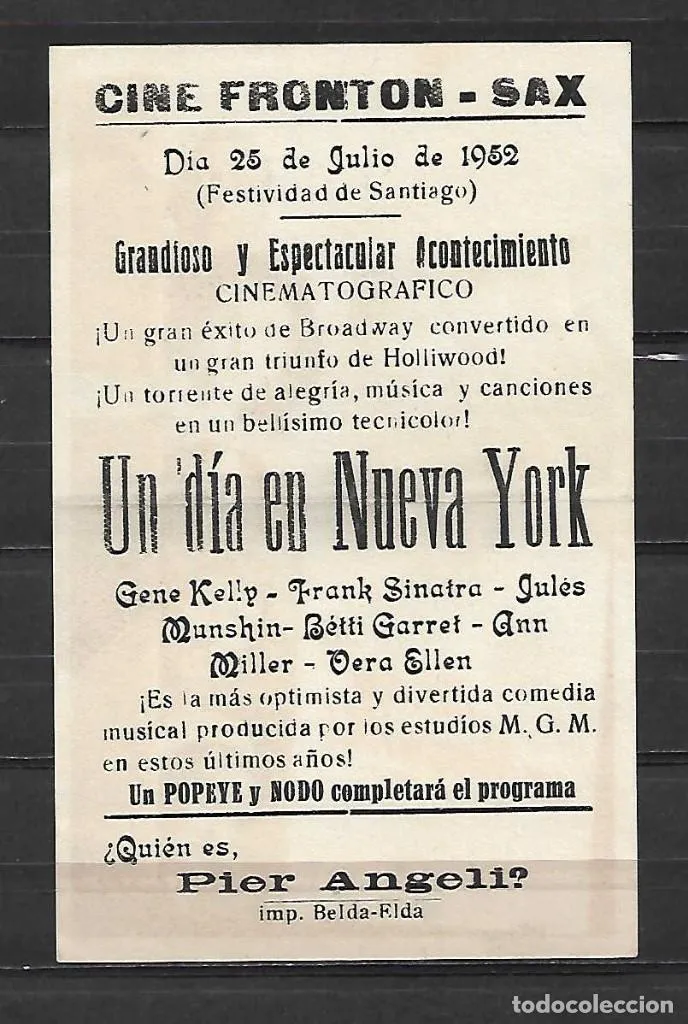 CINE FRONTON - SAX
Día 25 de Julio de 1952
(Festividad de Santiago)
Grandioso y Espectacular Acontecimiento
CINEMATOGRAFICO
¡Un gran éxito de Broadway convertido en
un gran triunfo de Holliwood!
¡Un torrente de alegría, música y canciones
en un bellísimo tecnicolor!
Un día en Nueva York
Gene Kelly - Frank Sinatra - Julés
Munshin- Bétti Garret - Ann
Miller - Vera Ellen
¡Es la más optimista y divertida comedia
musical producida por los estudíos M. G. M.
en estos últimos años!
Un POPEYE y NODO completará el programa
¿Quién es,
Pier Angeli?
imp. Belda-Elda
todocoleccion